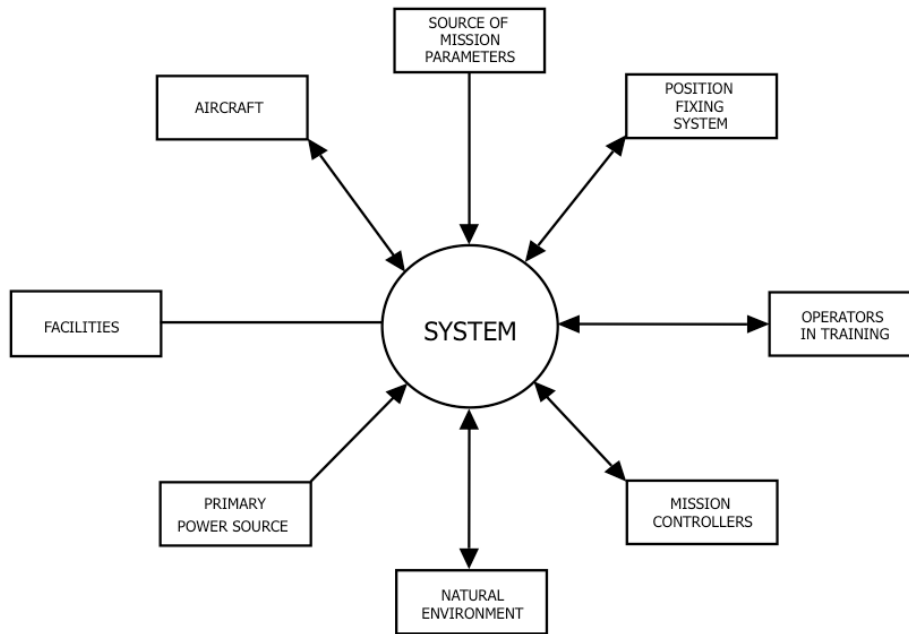 SOURCE OF
MISSION
PARAMETERS
AIRCRAFT
POSITION
FIXING
SYSTEM
FACILITIES
SYSTEM
OPERATORS
IN TRAINING
PRIMARY
POWER SOURCE
MISSION
CONTROLLERS
NATURAL
ENVIRONMENT